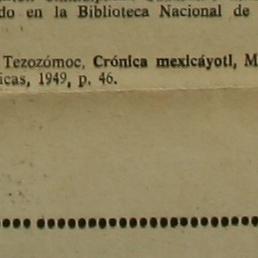 do en la Biblioteca Nacional de
Tezozómoc, Crónica mexicáyotl, M
icas, 1949, p. 46.